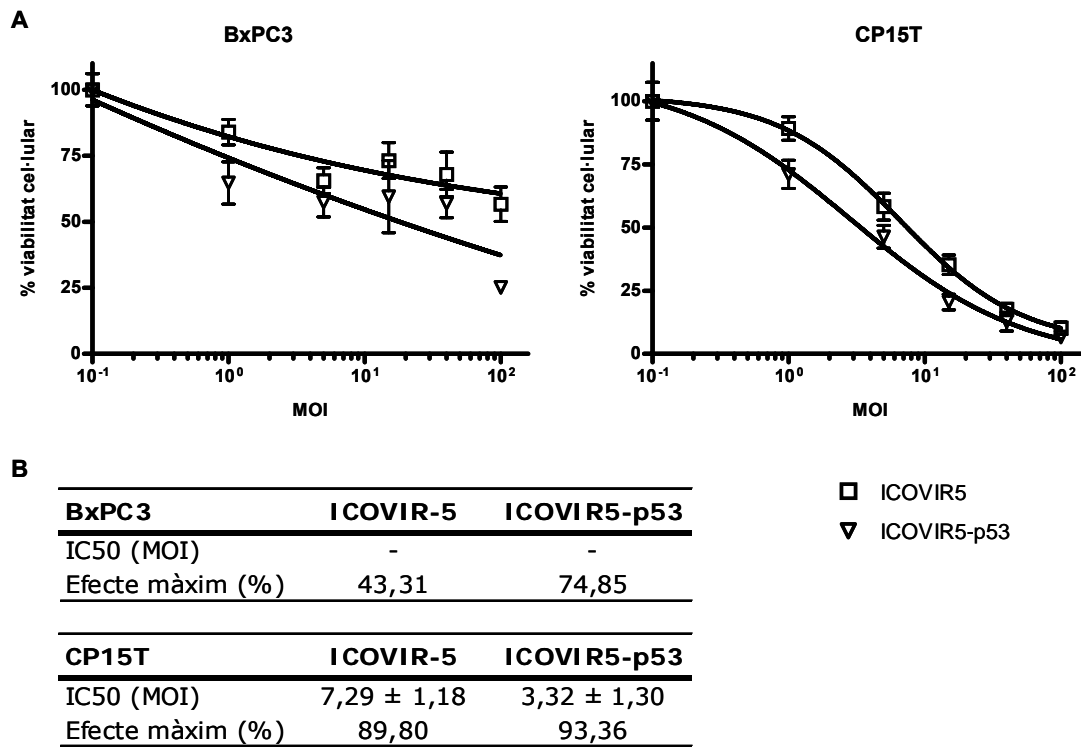 A
BxPC3
% viabilitat cel·lular
100
75
50
25
0
10-1
100
101
102
MOI
CP15T
% viabilitat cel·lular
100
75
50
25
0
10-1
100
101
102
MOI
B
BxPC3 ICOVIR-5 ICOVIR5-p53
IC50 (MOI) - -
Efecte màxim (%) 43,31 74,85
CP15T ICOVIR-5 ICOVIR5-p53
IC50 (MOI) 7,29 ± 1,18 3,32 ± 1,30
Efecte màxim (%) 89,80 93,36
ICOVIR5
ICOVIR5-p53